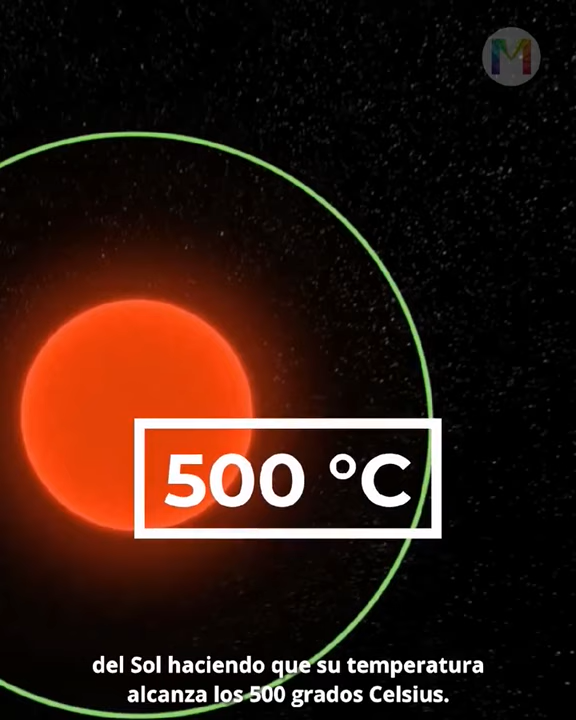 M
500 °C
del Sol haciendo que su temperatura
alcanza los 500 grados Celsius.